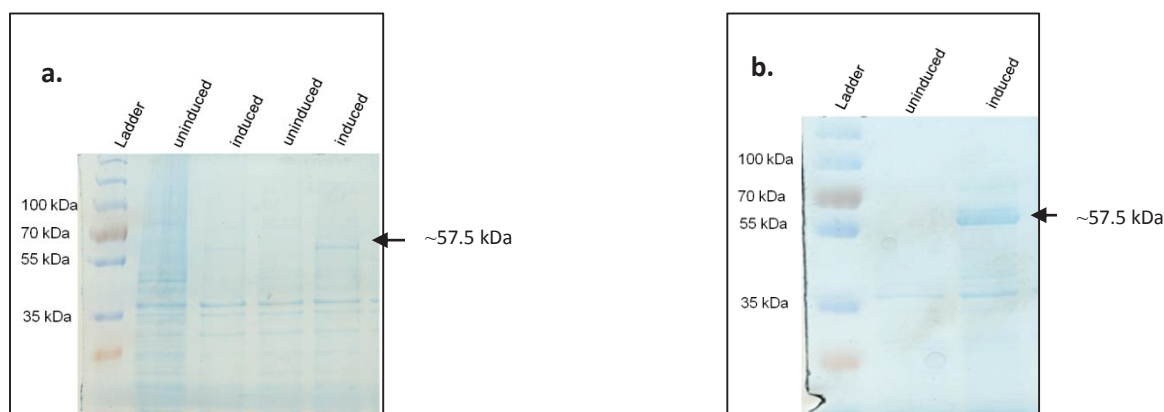 a.
Ladder
uninduced
induced
uninduced
induced
100 kDa
70 kDa
55 kDa
35 kDa
~57.5 kDa
b.
Ladder
uninduced
induced
100 kDa
70 kDa
55 kDa
35 kDa
~57.5 kDa